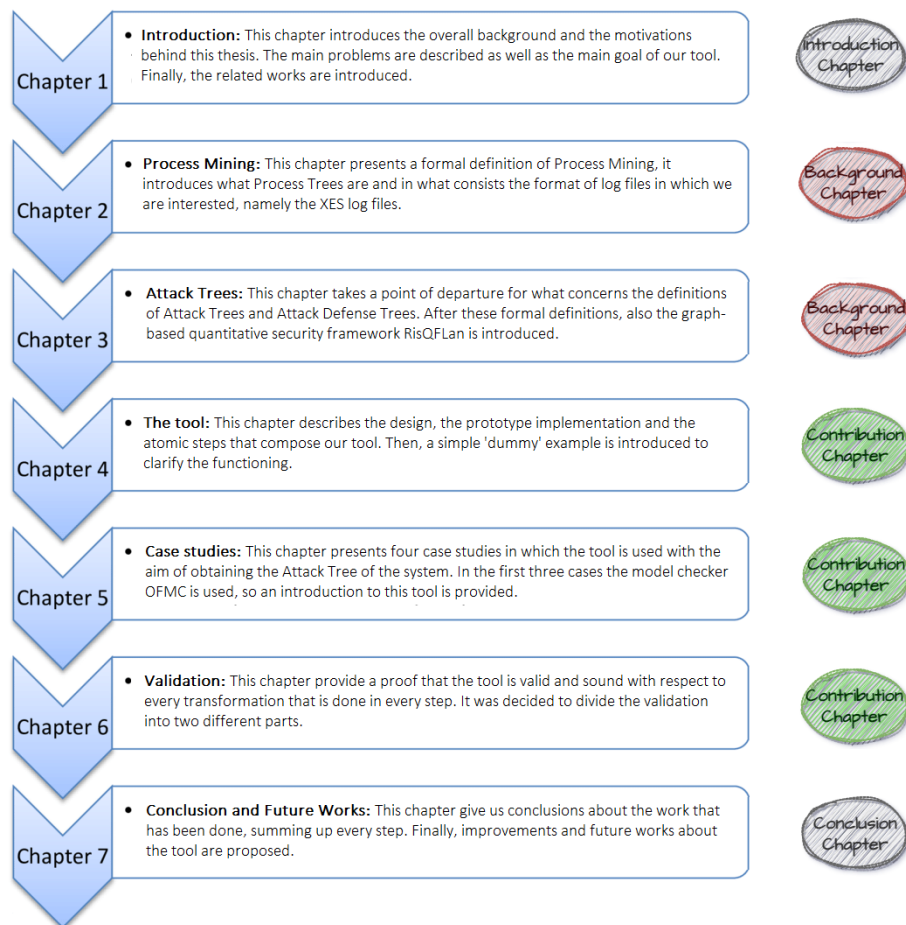 Chapter 1
• Introduction: This chapter introduces the overall background and the motivations
behind this thesis. The main problems are described as well as the main goal of our tool.
Finally, the related works are introduced.
Introduction
Chapter
Chapter 2
• Process Mining: This chapter presents a formal definition of Process Mining, it
introduces what Process Trees are and in what consists the format of log files in which we
are interested, namely the XES log files.
Background
Chapter
Chapter 3
• Attack Trees: This chapter takes a point of departure for what concerns the definitions
of Attack Trees and Attack Defense Trees. After these formal definitions, also the graph-
based quantitative security framework RisQFLan is introduced.
Background
Chapter
Chapter 4
• The tool: This chapter describes the design, the prototype implementation and the
atomic steps that compose our tool. Then, a simple 'dummy' example is introduced to
clarify the functioning.
Contribution
Chapter
Chapter 5
• Case studies: This chapter presents four case studies in which the tool is used with the
aim of obtaining the Attack Tree of the system. In the first three cases the model checker
OFMC is used, so an introduction to this tool is provided.
Contribution
Chapter
Chapter 6
• Validation: This chapter provide a proof that the tool is valid and sound with respect to
every transformation that is done in every step. It was decided to divide the validation
into two different parts.
Contribution
Chapter
Chapter 7
• Conclusion and Future Works: This chapter give us conclusions about the work that
has been done, summing up every step. Finally, improvements and future works about
the tool are proposed.
Conclusion
Chapter